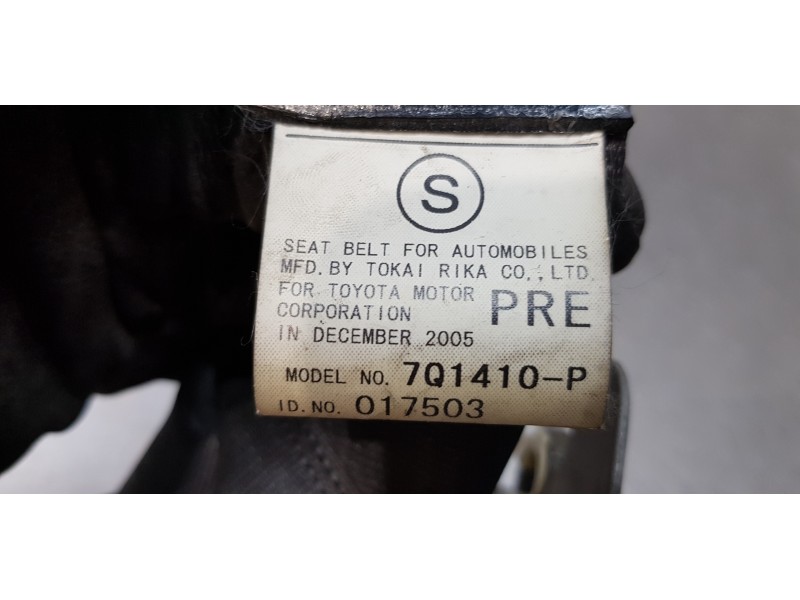 S
SEAT BELT FOR AUTOMOBILES
MFD. BY TOKAI RIKA CO., LTD.
FOR TOYOTA MOTOR
CORPORATION
PRE
IN DECEMBER 2005
MODEL NO. 7Q1410-P
ID. NO. 017503